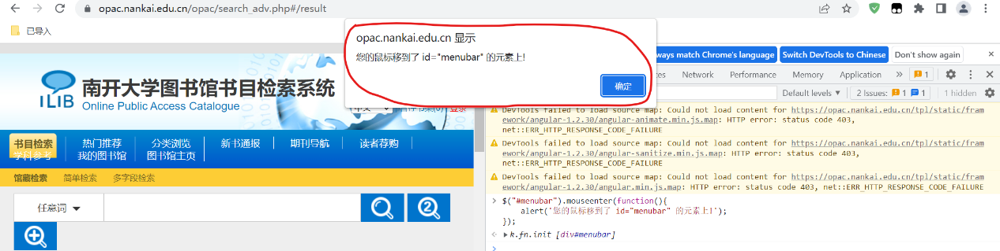 opac.nankai.edu.cn/opac/search_adv.php#/result
已导入
opac.nankai.edu.cn 显示
您的鼠标移到了 id="menubar" 的元素上!
确定
ways match Chrome's language
Switch DevTools to Chinese
Don't show again
南开大学图书馆书目检索系统
ILIB
Online Public Access Catalogue
Network
Performance
Memory
Application
1
Default levels
2 Issues:
1
1
1 hidden
书目检索
热门推荐
分类浏览
新书通报
期刊导航
读者荐购
学科参考
我的图书馆
图书馆主页
馆藏检索
简单检索
多字段检索
任意词
2
DevTools failed to load source map: Could not load content for https://opac.nankai.edu.cn/tpl/static/fram
ework/angular-1.2.30/angular-animate.min.js.map: HTTP error: status code 403,
net::ERR_HTTP_RESPONSE_CODE_FAILURE
DevTools failed to load source map: Could not load content for https://opac.nankai.edu.cn/tpl/static/fram
ework/angular-1.2.30/angular-sanitize.min.js.map: HTTP error: status code 403,
net::ERR_HTTP_RESPONSE_CODE_FAILURE
DevTools failed to load source map: Could not load content for https://opac.nankai.edu.cn/tpl/static/fram
ework/angular-1.2.30/angular.min.js.map: HTTP error: status code 403, net::ERR_HTTP_RESPONSE_CODE_FAILURE
$("#menubar").mouseenter(function(){
alert('您的鼠标移到了 id="menubar" 的元素上!');
});
k.fn.init [div#menubar]